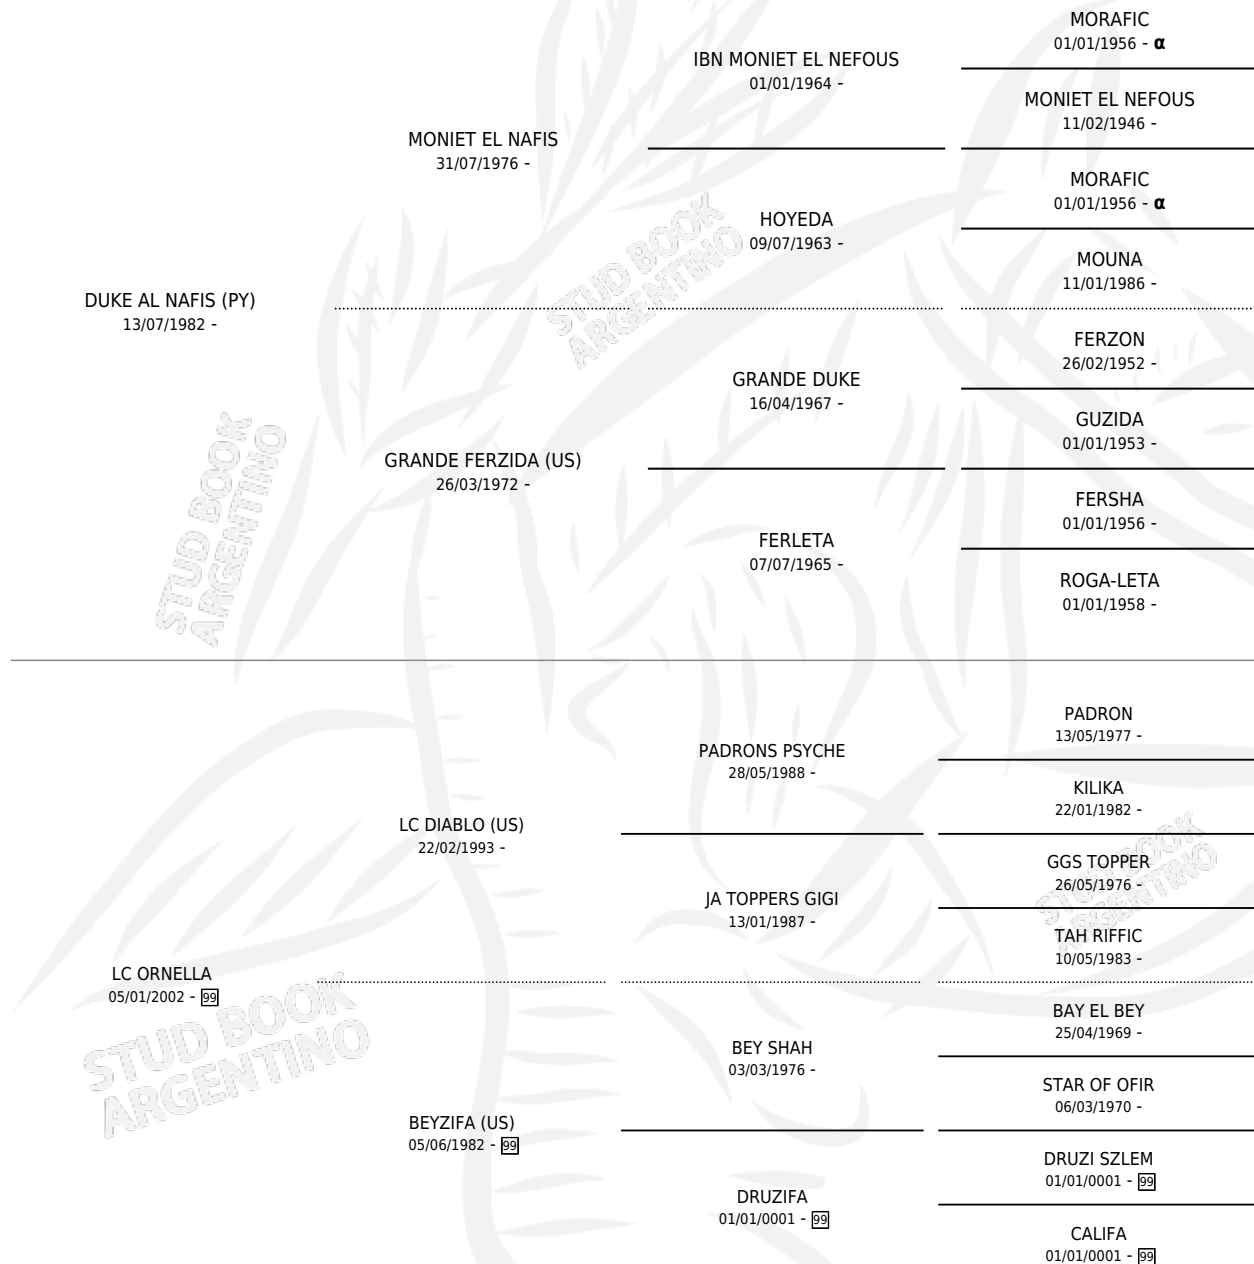 MORAFIC
01/01/1956 - α
IBN MONIET EL NEFOUS
01/01/1964 -
MONIET EL NEFOUS
11/02/1946 -
MONIET EL NAFIS
31/07/1976 -
MORAFIC
01/01/1956 - α
HOYEDA
09/07/1963 -
MOUNA
11/01/1986 -
DUKE AL NAFIS (PY)
13/07/1982 -
FERZON
26/02/1952 -
GRANDE DUKE
16/04/1967 -
GUZIDA
01/01/1953 -
GRANDE FERZIDA (US)
26/03/1972 -
FERSHA
01/01/1956 -
FERLETA
07/07/1965 -
ROGA-LETA
01/01/1958 -
STUD BOOK
ARGENTINO
STUD BOOK
ARGENTINO
PADRON
13/05/1977 -
PADRONS PSYCHE
28/05/1988 -
KILIKA
22/01/1982 -
LC DIABLO (US)
22/02/1993 -
GGS TOPPER
26/05/1976 -
JA TOPPERS GIGI
13/01/1987 -
TAH RIFFIC
10/05/1983 -
STUD BOOK
ARGENTINO
LC ORNELLA
05/01/2002 - 99
BAY EL BEY
25/04/1969 -
BEY SHAH
03/03/1976 -
STAR OF OFIR
06/03/1970 -
BEYZIFA (US)
05/06/1982 - 99
DRUZI SZLEM
01/01/0001 - 99
DRUZIFA
01/01/0001 - 99
CALIFA
01/01/0001 - 99
STUD BOOK
ARGENTINO